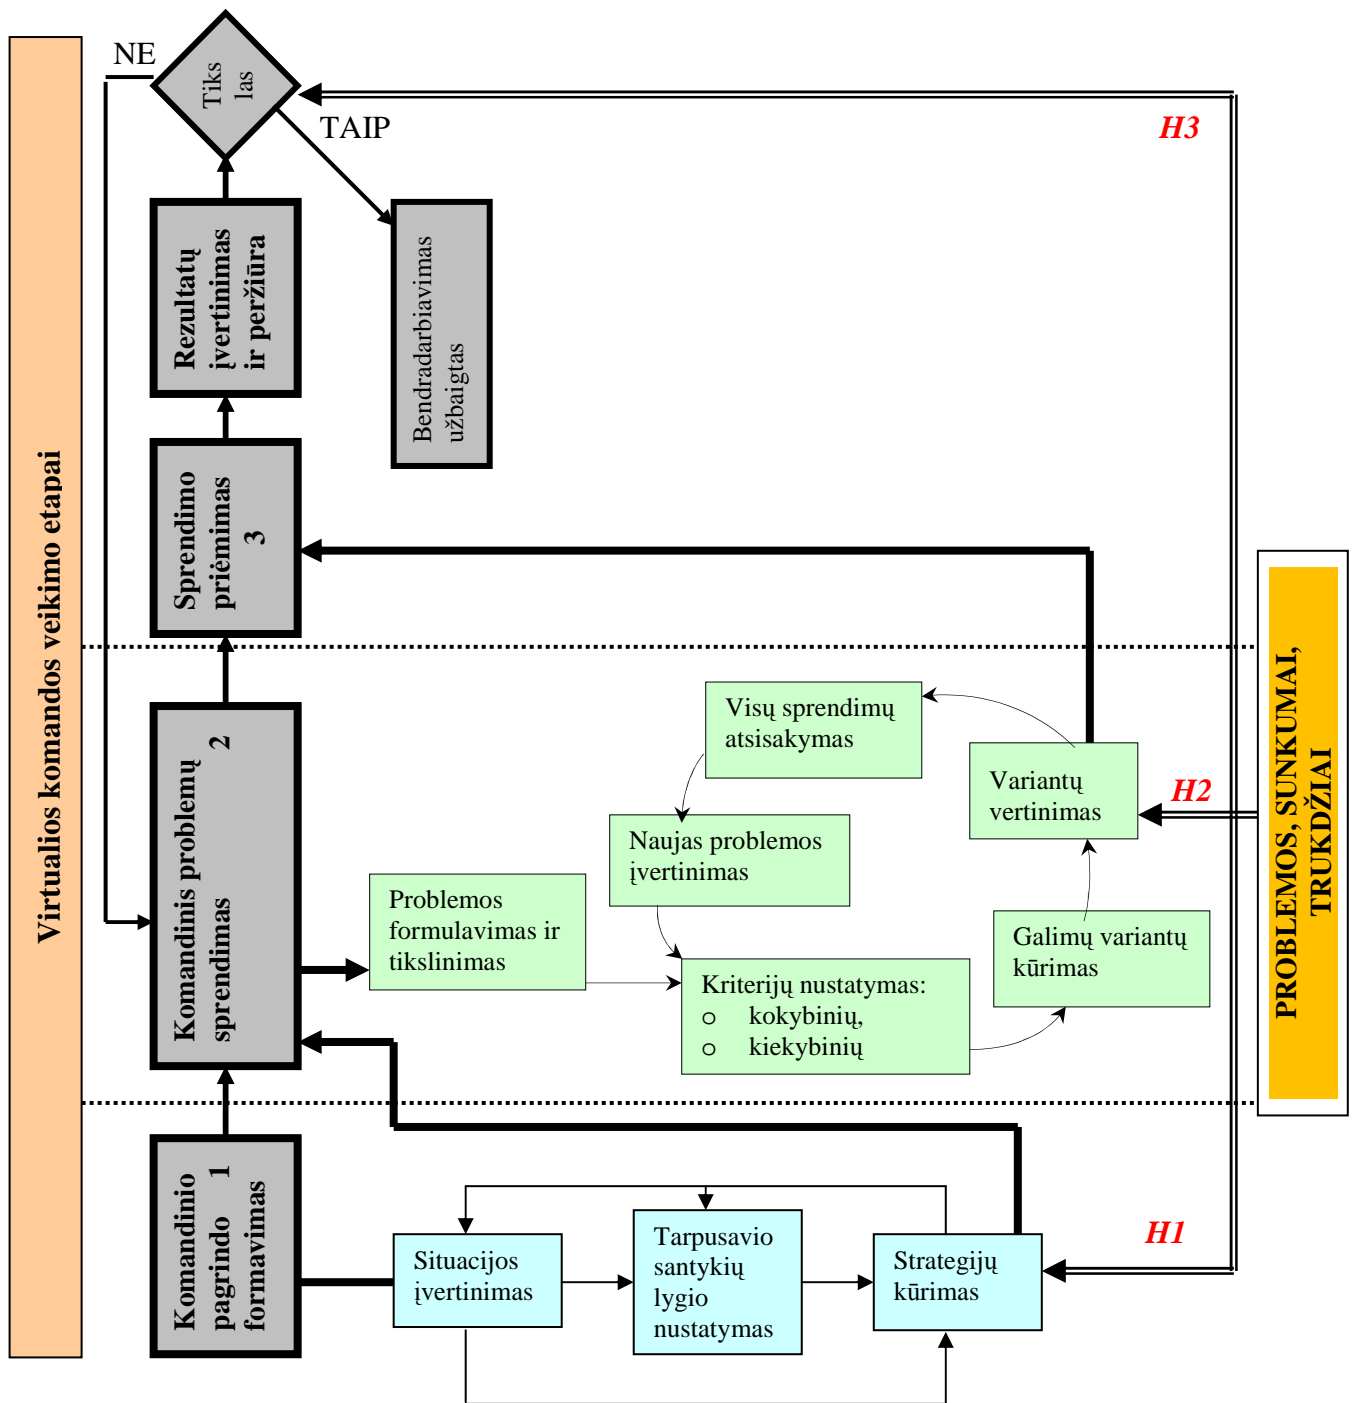 Virtualios komandos veikimo etapai
NE
Tiks
las
TAIP
H3
Rezultatų
įvertinimas
ir peržiūra
Bendradarbiavimas
užbaigtas
Sprendimo
priėmimas
3
Komandinis problemų 2
sprendimas
Visų sprendimų
atsisakymas
Variantų
vertinimas
H2
Naujas problemos
įvertinimas
Problemos
formulavimas ir
tikslinimas
Galimų variantų
kūrimas
Kriterijų nustatymas:
o kokybinių,
o kiekybinių
PROBLEMOS, SUNKUMAI,
TRUKDŽIAI
Komandinio
pagrindo 1
formavimas
Situacijos
įvertinimas
Tarpusavio
santykių
lygio
nustatymas
Strategijų
kūrimas
H1